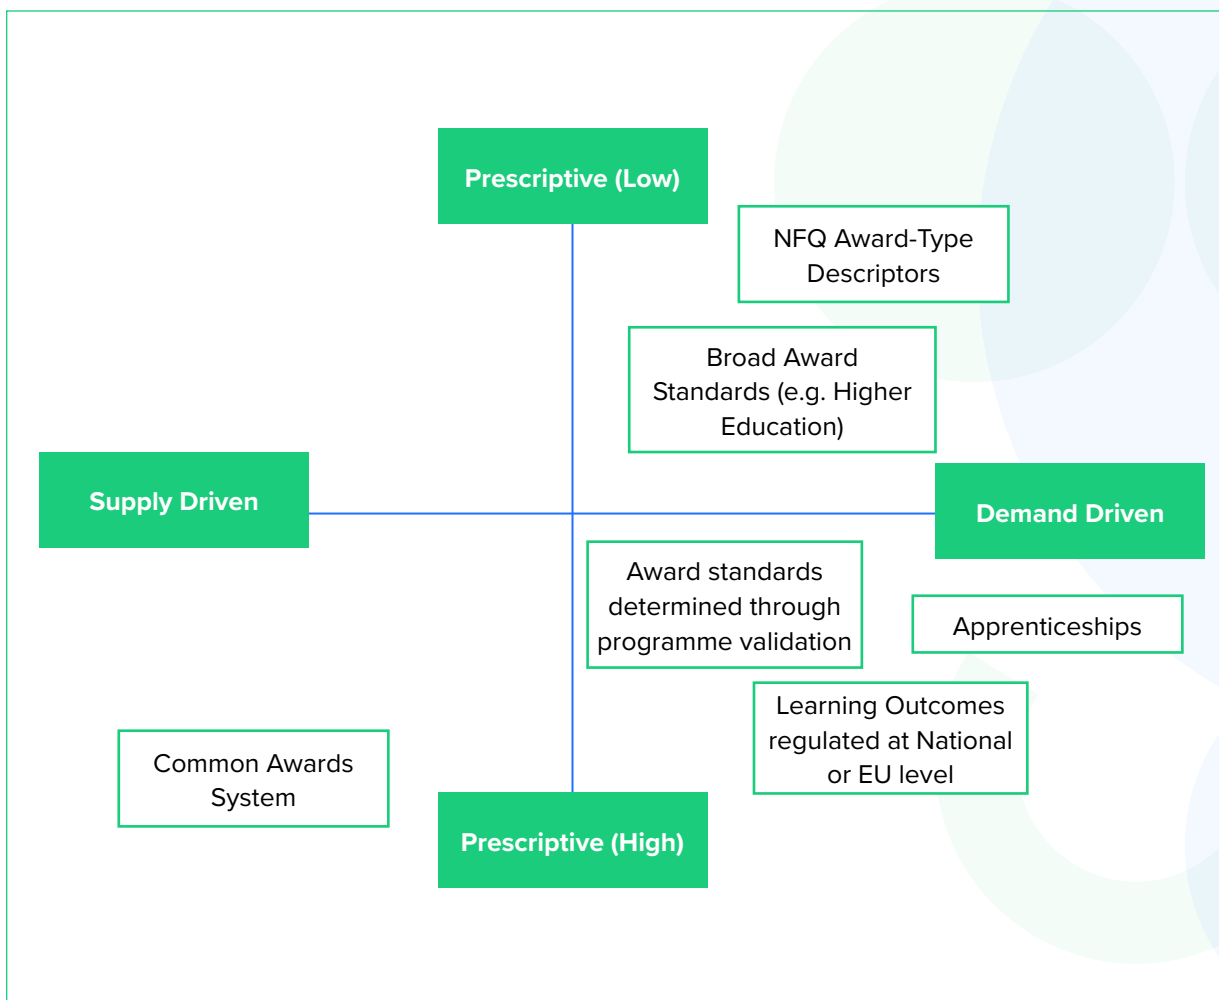 Prescriptive (Low)
NFQ Award-Type
Descriptors
Broad Award
Standards (e.g. Higher
Education)
Supply Driven
Demand Driven
Award standards
determined through
programme validation
Apprenticeships
Learning Outcomes
regulated at National
or EU level
Common Awards
System
Prescriptive (High)